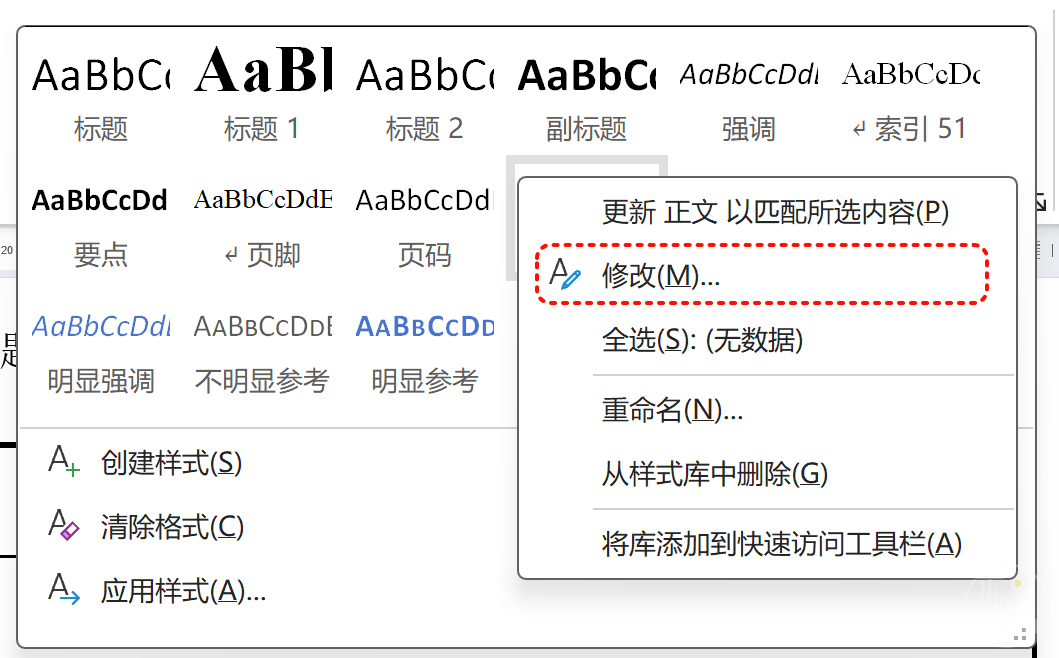 AaBbCc AaBl AaBbCc AaBbCc AaBbCcDdl AaBbCcDc
标题 标题 1 标题 2 副标题 强调 ↲ 索引 51
AaBbCcDd AaBbCcDdE AaBbCcDdl
要点 ↲ 页脚 页码
AaBbCcDdl AaBbCcDdE AaBbCcDd
明显强调 不明显参考 明显参考
创建样式(S)
清除格式(C)
应用样式(A)...
更新 正文 以匹配所选内容(P)
修改(M)...
全选(S): (无数据)
重命名(N)...
从样式库中删除(G)
将库添加到快速访问工具栏(A)
20